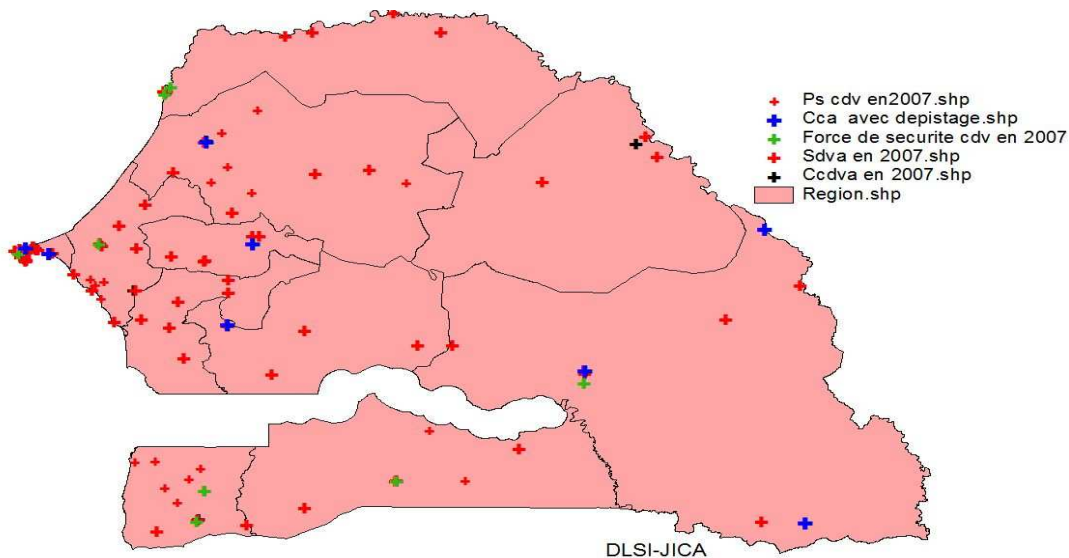 Ps cdv en2007.shp
Cca avec depistage.shp
Force de securite cdv en 2007
Sdva en 2007.shp
Ccdva en 2007.shp
Region.shp
DLSI-JICA